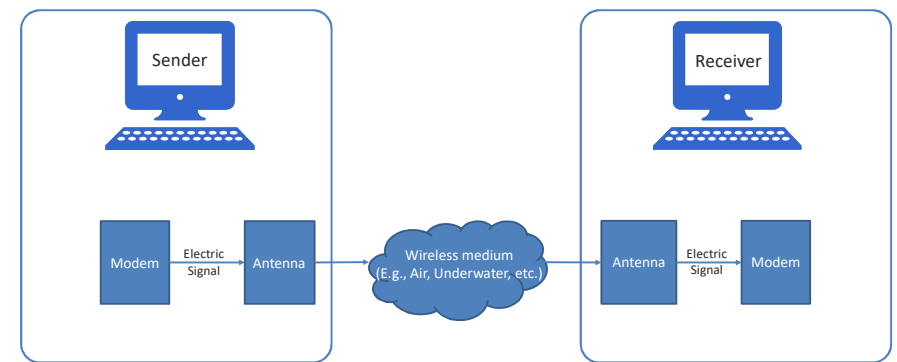 Sender
Receiver
Modem
Electric
Signal
Antenna
Wireless medium
(E.g., Air, Underwater, etc.)
Antenna
Electric
Signal
Modem